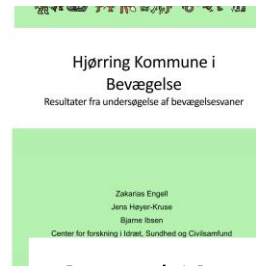 Hjørring Kommune i
Bevægelse
Resultater fra undersøgelse af bevægelsesvaner
Zakarias Engell
Jens Høyer-Kruse
Bjarne Ibsen
Center for forskning i Idræt, Sundhed og Civilsamfund